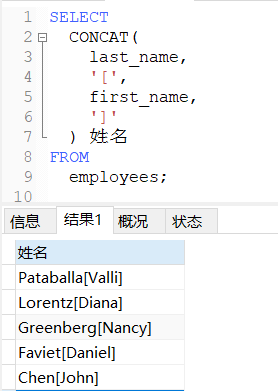 1 SELECT
2 CONCAT(
3 last_name,
4 '[',
5 first_name,
6 ']'
7 ) 姓名
8 FROM
9 employees;
10
信息 结果1 概况 状态
姓名
Pataballa[Valli]
Lorentz[Diana]
Greenberg[Nancy]
Faviet[Daniel]
Chen[John]